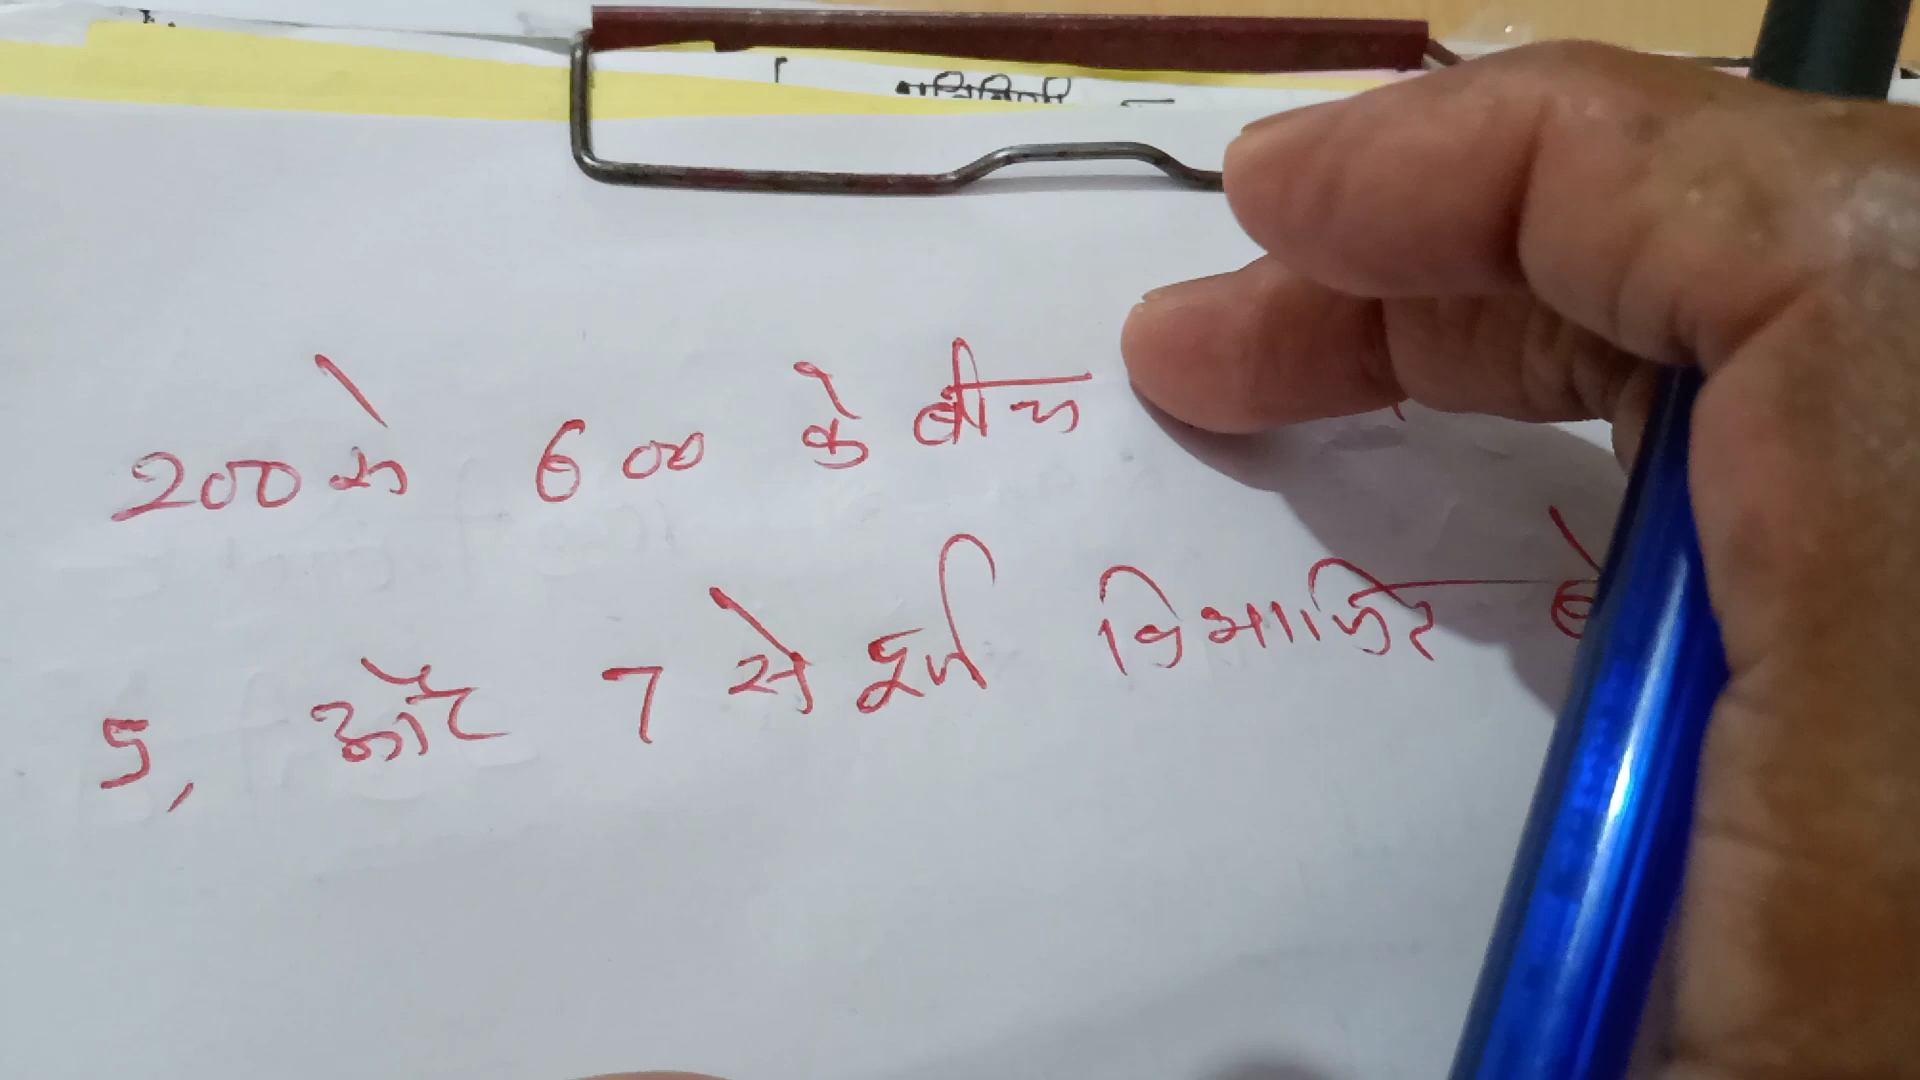 200 से 600 के बीच
5, और 7 से पूर्ण विभाजित